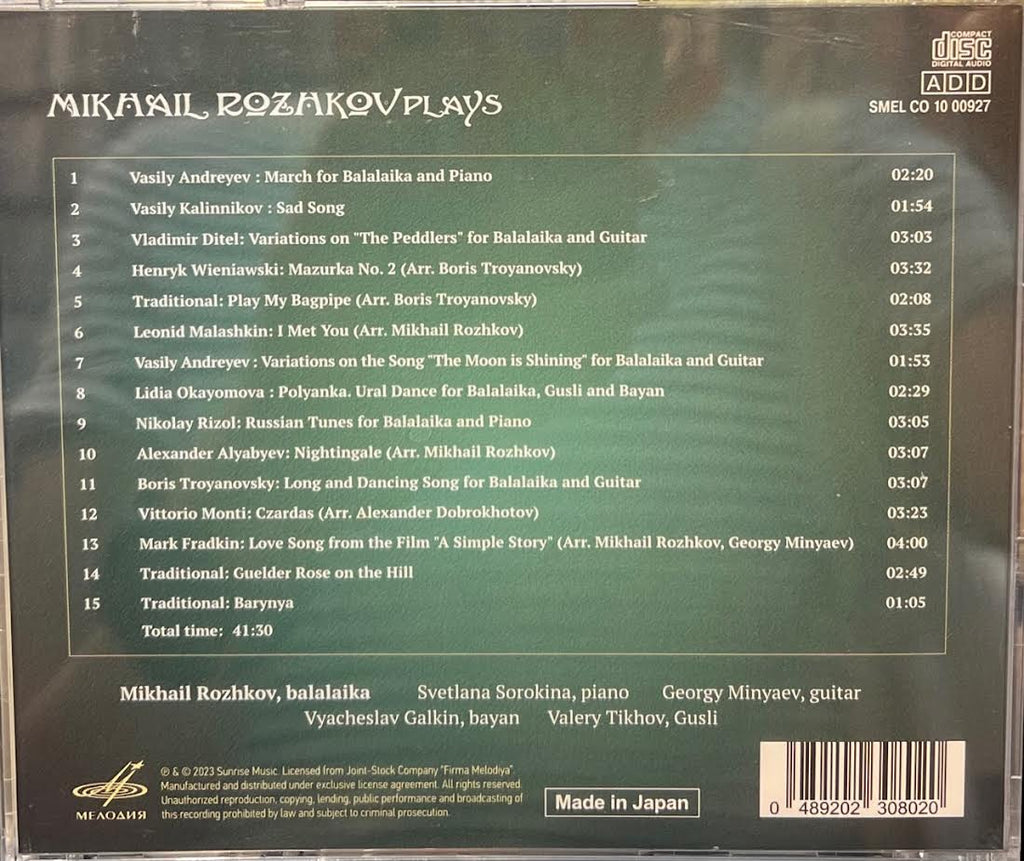 COMPACT
disc
DIGITAL AUDIO
ADD
SMEL CO 10 00927
MIKHAIL ROZHKOV PLAYS
1 Vasily Andreyev : March for Balalaika and Piano 02:20
2 Vasily Kalinnikov : Sad Song 01:54
3 Vladimir Ditel: Variations on "The Peddlers" for Balalaika and Guitar 03:03
4 Henryk Wieniawski: Mazurka No. 2 (Arr. Boris Troyanovsky) 03:32
5 Traditional: Play My Bagpipe (Arr. Boris Troyanovsky) 02:08
6 Leonid Malashkin: I Met You (Arr. Mikhail Rozhkov) 03:35
7 Vasily Andreyev : Variations on the Song "The Moon is Shining" for Balalaika and Guitar 01:53
8 Lidia Okayomova : Polyanka. Ural Dance for Balalaika, Gusli and Bayan 02:29
9 Nikolay Rizol: Russian Tunes for Balalaika and Piano 03:05
10 Alexander Alyabyev: Nightingale (Arr. Mikhail Rozhkov) 03:07
11 Boris Troyanovsky: Long and Dancing Song for Balalaika and Guitar 03:07
12 Vittorio Monti: Czardas (Arr. Alexander Dobrokhotov) 03:23
13 Mark Fradkin: Love Song from the Film "A Simple Story" (Arr. Mikhail Rozhkov, Georgy Minyaev) 04:00
14 Traditional: Guelder Rose on the Hill 02:49
15 Traditional: Barynya 01:05
Total time: 41:30
Mikhail Rozhkov, balalaika Svetlana Sorokina, piano Georgy Minyaev, guitar
Vyacheslav Galkin, bayan Valery Tikhov, Gusli
МЕЛОДИЯ
℗ & © 2023 Sunrise Music. Licensed from Joint-Stock Company "Firma Melodiya".
Manufactured and distributed under exclusive license agreement. All rights reserved.
Unauthorized reproduction, copying, lending, public performance and broadcasting of
this recording prohibited by law and subject to criminal prosecution.
Made in Japan
0 489202 308020